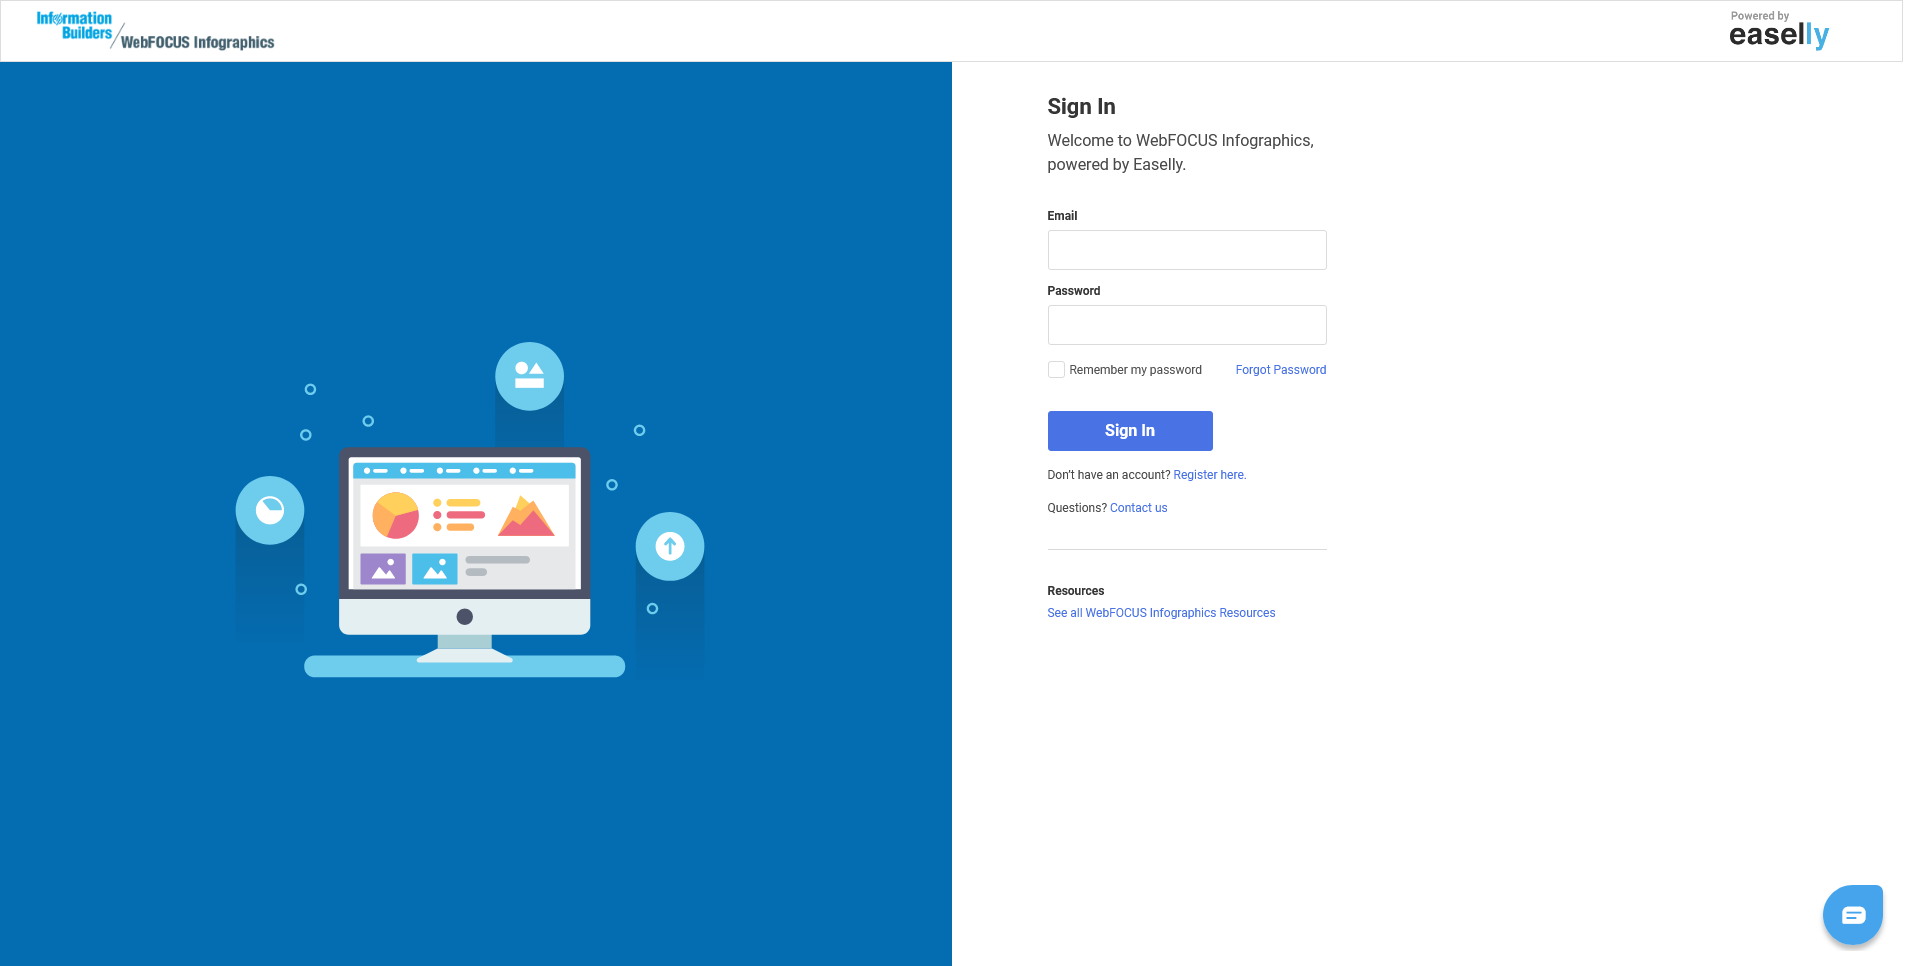 Information
Builders
WebFOCUS Infographics
Powered by
easelly
Sign In
Welcome to WebFOCUS Infographics,
powered by Easelly.
Email
Password
Remember my password
Forgot Password
Sign In
Don't have an account? Register here.
Questions? Contact us
Resources
See all WebFOCUS Infographics Resources